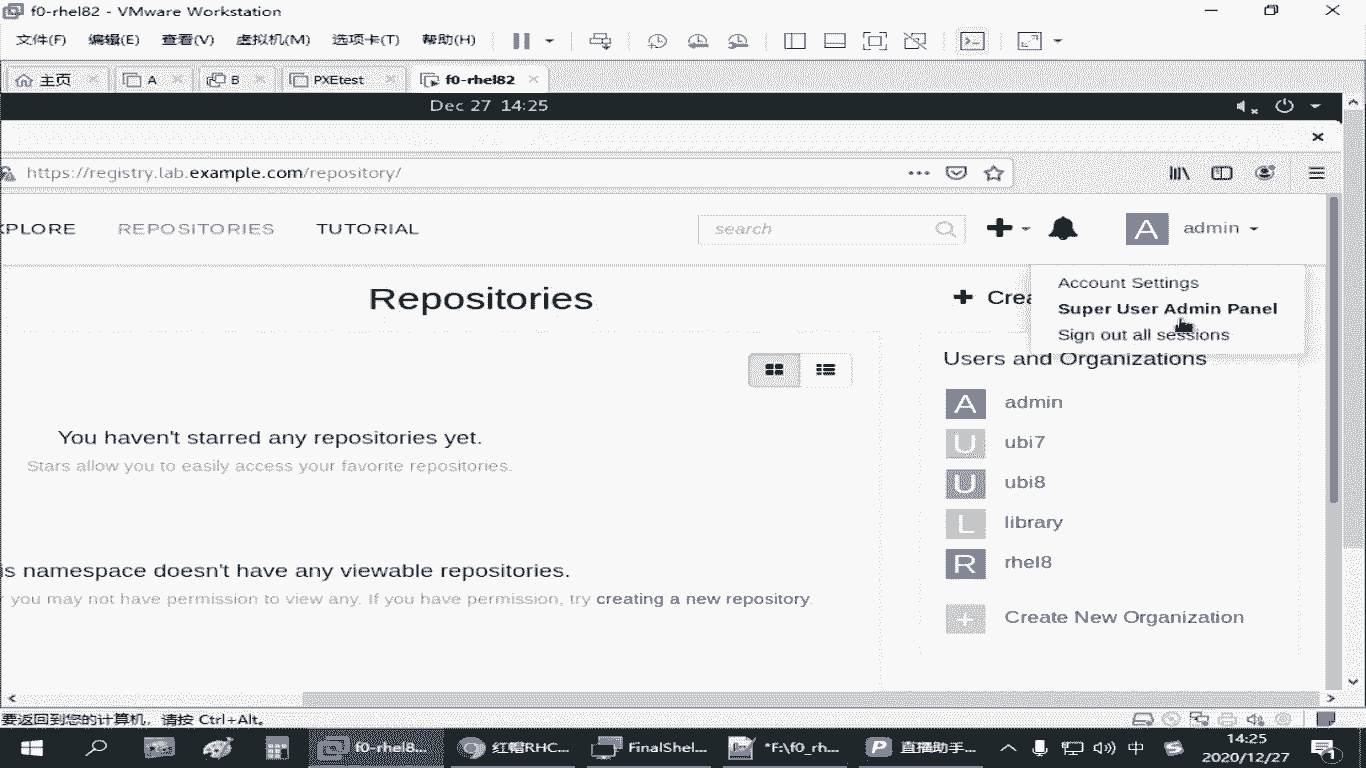 f0-rhel82 - VMware Workstation
文件(F) 编辑(E) 查看(V) 虚拟机(M) 选项卡(T) 帮助(H)
主页 A B PXEtest f0-rhel82
Dec 27 14:25
https://registry.lab.example.com/repository/
XPLORE REPOSITORIES TUTORIAL search A admin
Account Settings
Repositories Crea
Super User Admin Panel
Sign out all sessions
Users and Organizations
A admin
You haven't starred any repositories yet.
U ubi7
Stars allow you to easily access your favorite repositories.
U ubi8
L library
R rhel8
s namespace doesn't have any viewable repositories.
you may not have permission to view any. If you have permission, try creating a new repository.
Create New Organization
要返回到您的计算机，请按 Ctrl+Alt。
f0-rhel8... 红帽RHC... FinalShel... *F:\f0_rh... 直播助手... 中 14:25
2020/12/27 1